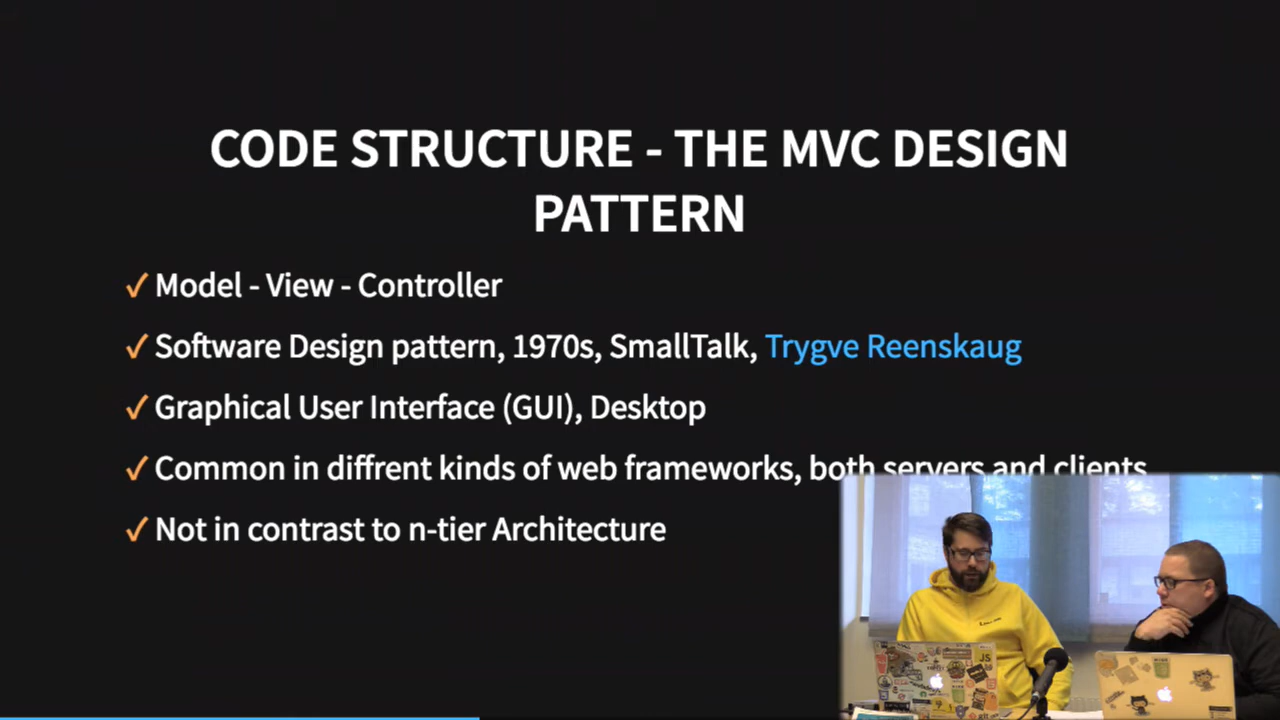 CODE STRUCTURE - THE MVC DESIGN
PATTERN
✓ Model - View - Controller
✓ Software Design pattern, 1970s, SmallTalk, Trygve Reenskaug
✓ Graphical User Interface (GUI), Desktop
✓ Common in diffrent kinds of web frameworks, both servers and clients
✓ Not in contrast to n-tier Architecture
JS